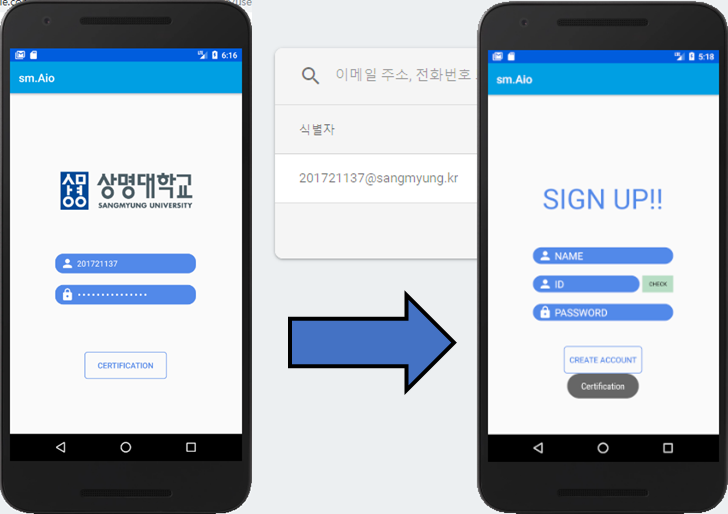 6:16
sm.Aio
상명대학교
SANGMYUNG UNIVERSITY
201721137
CERTIFICATION
이메일 주소, 전화번호
식별자
201721137@sangmyung.kr
5:18
sm.Aio
SIGN UP!!
NAME
ID
CHECK
PASSWORD
CREATE ACCOUNT
Certification